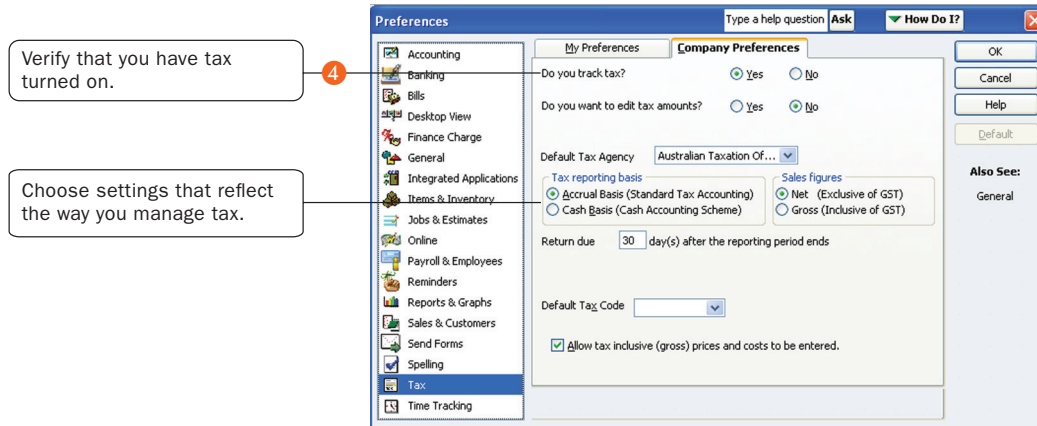 Verify that you have tax
turned on.
4
Choose settings that reflect
the way you manage tax.
Preferences
Type a help question Ask How Do I?
Accounting
Banking
Bills
Desktop View
Finance Charge
General
Integrated Applications
Items & Inventory
Jobs & Estimates
Online
Payroll & Employees
Reminders
Reports & Graphs
Sales & Customers
Send Forms
Spelling
Tax
Time Tracking
My Preferences Company Preferences
Do you track tax? Yes No
Do you want to edit tax amounts? Yes No
Default Tax Agency Australian Taxation Of...
Tax reporting basis
Accrual Basis (Standard Tax Accounting)
Cash Basis (Cash Accounting Scheme)
Sales figures
Net (Exclusive of GST)
Gross (Inclusive of GST)
Return due 30 day(s) after the reporting period ends
Default Tax Code
Allow tax inclusive (gross) prices and costs to be entered.
OK
Cancel
Help
Default
Also See:
General